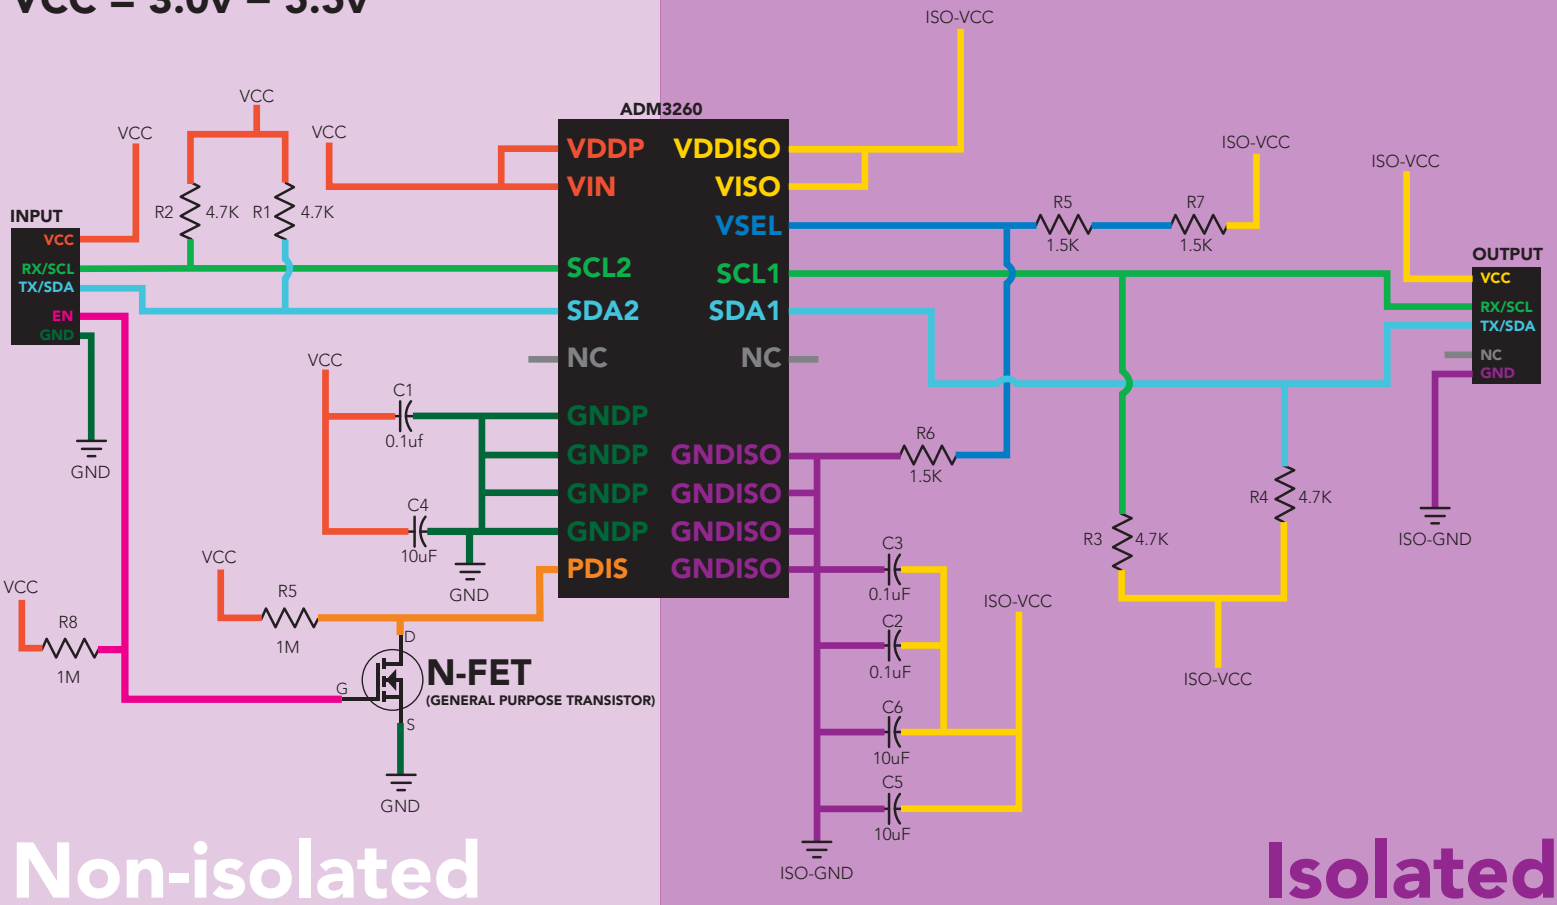 VCC = 3.0v – 5.5v
ISO-VCC
VCC
VCC
VCC
ADM3260
VDDP
VDDISO
VIN
VISO
VSEL
SCL2
SCL1
SDA2
SDA1
NC
NC
GNDP
GNDP
GNDISO
GNDP
GNDISO
GNDP
GNDISO
PDIS
GNDISO
R2
4.7K
R1
4.7K
INPUT
VCC
RX/SCL
TX/SDA
EN
GND
GND
VCC
C1
0.1uf
C4
10uF
GND
VCC
R5
1M
VCC
R8
1M
D
G
S
N-FET
(GENERAL PURPOSE TRANSISTOR)
GND
R5
1.5K
R7
1.5K
ISO-VCC
ISO-VCC
OUTPUT
VCC
RX/SCL
TX/SDA
NC
GND
ISO-GND
R6
1.5K
R4
4.7K
R3
4.7K
ISO-VCC
C3
0.1uF
ISO-VCC
C2
0.1uF
C6
10uF
C5
10uF
ISO-GND
Non-isolated
Isolated